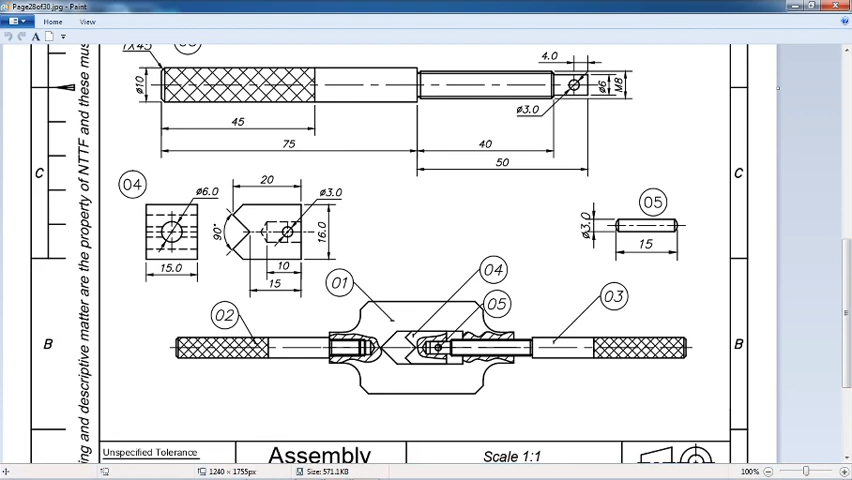 Page28of30.jpg - Paint
Home
View
1X45
4.0
ø10
ø6
M8
ø3.0
45
75
40
50
C
C
04
ø6.0
20
ø3.0
05
90°
16.0
ø3.0
15
15.0
10
15
01
04
05
03
02
B
B
ing and descriptive matter are the property of NTTF and these mus
Unspecified Tolerance
Assembly
Scale 1:1
1240 × 1755px
Size: 571.1KB
100%